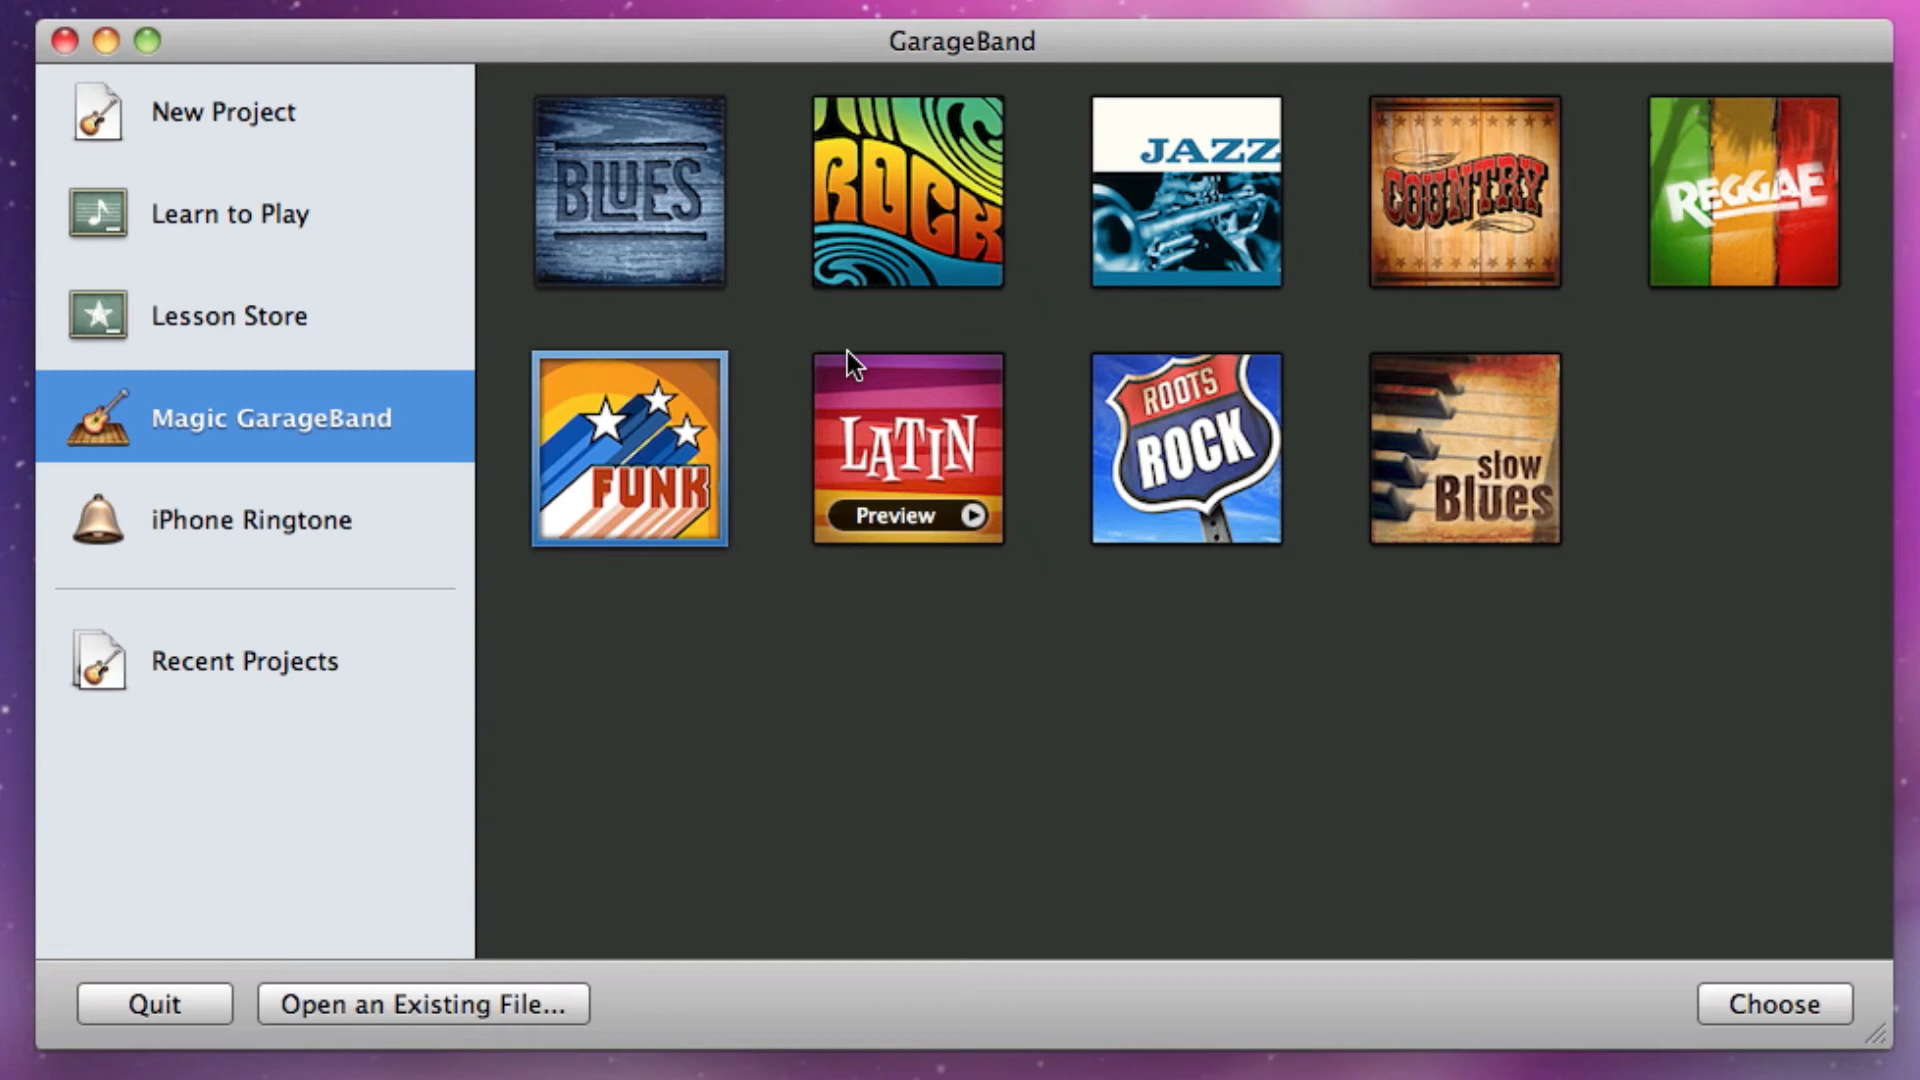 GarageBand
New Project
Learn to Play
Lesson Store
Magic GarageBand
iPhone Ringtone
Recent Projects
BLUES
ROCK
JAZZ
COUNTRY
REGGAE
FUNK
LATIN
Preview
ROOTS
ROCK
slow
Blues
Quit
Open an Existing File...
Choose